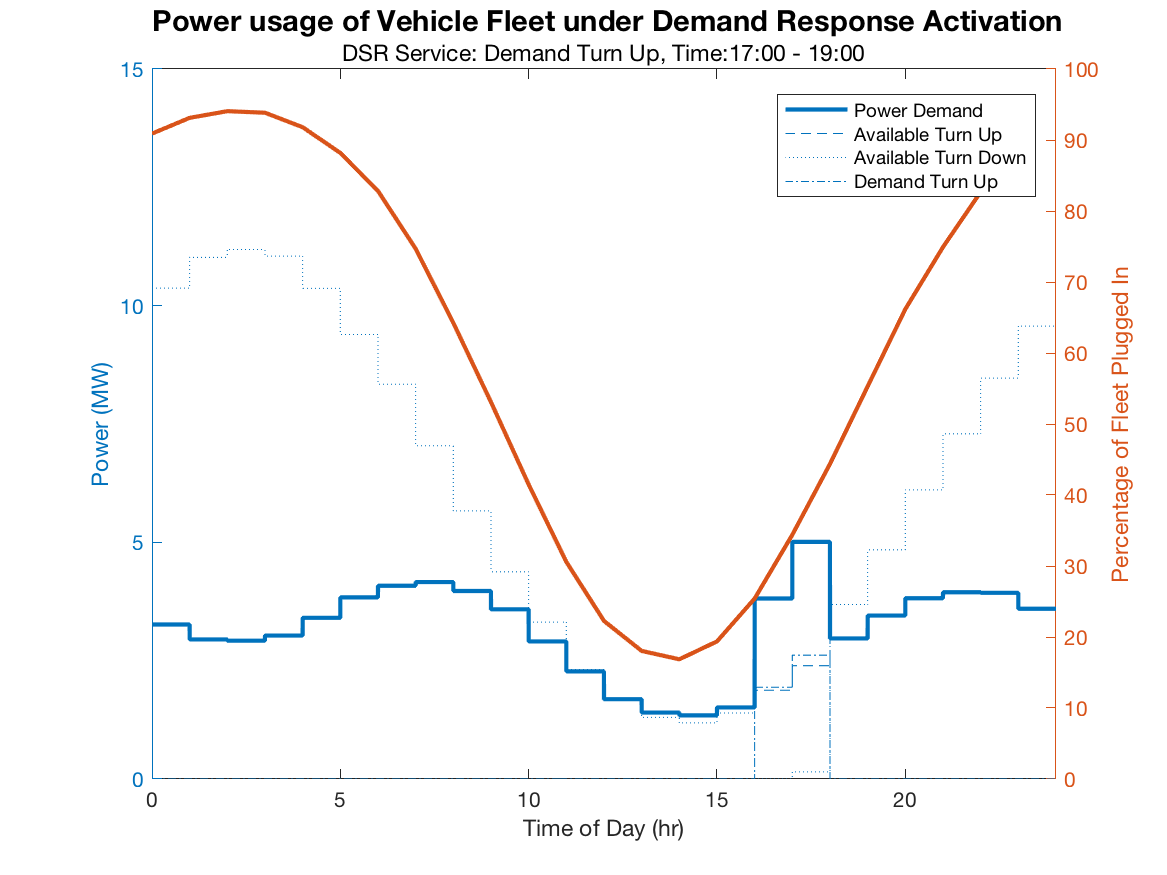 Power usage of Vehicle Fleet under Demand Response Activation
DSR Service: Demand Turn Up, Time:17:00 - 19:00
Power Demand
Available Turn Up
Available Turn Down
Demand Turn Up
15
10
5
0
Power (MW)
100
90
80
70
60
50
40
30
20
10
0
Percentage of Fleet Plugged In
0
5
10
15
20
Time of Day (hr)